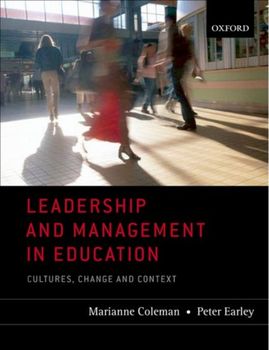 OXFORD
LEADERSHIP
AND MANAGEMENT
IN EDUCATION
CULTURES, CHANGE AND CONTEXT
Marianne Coleman • Peter Earley